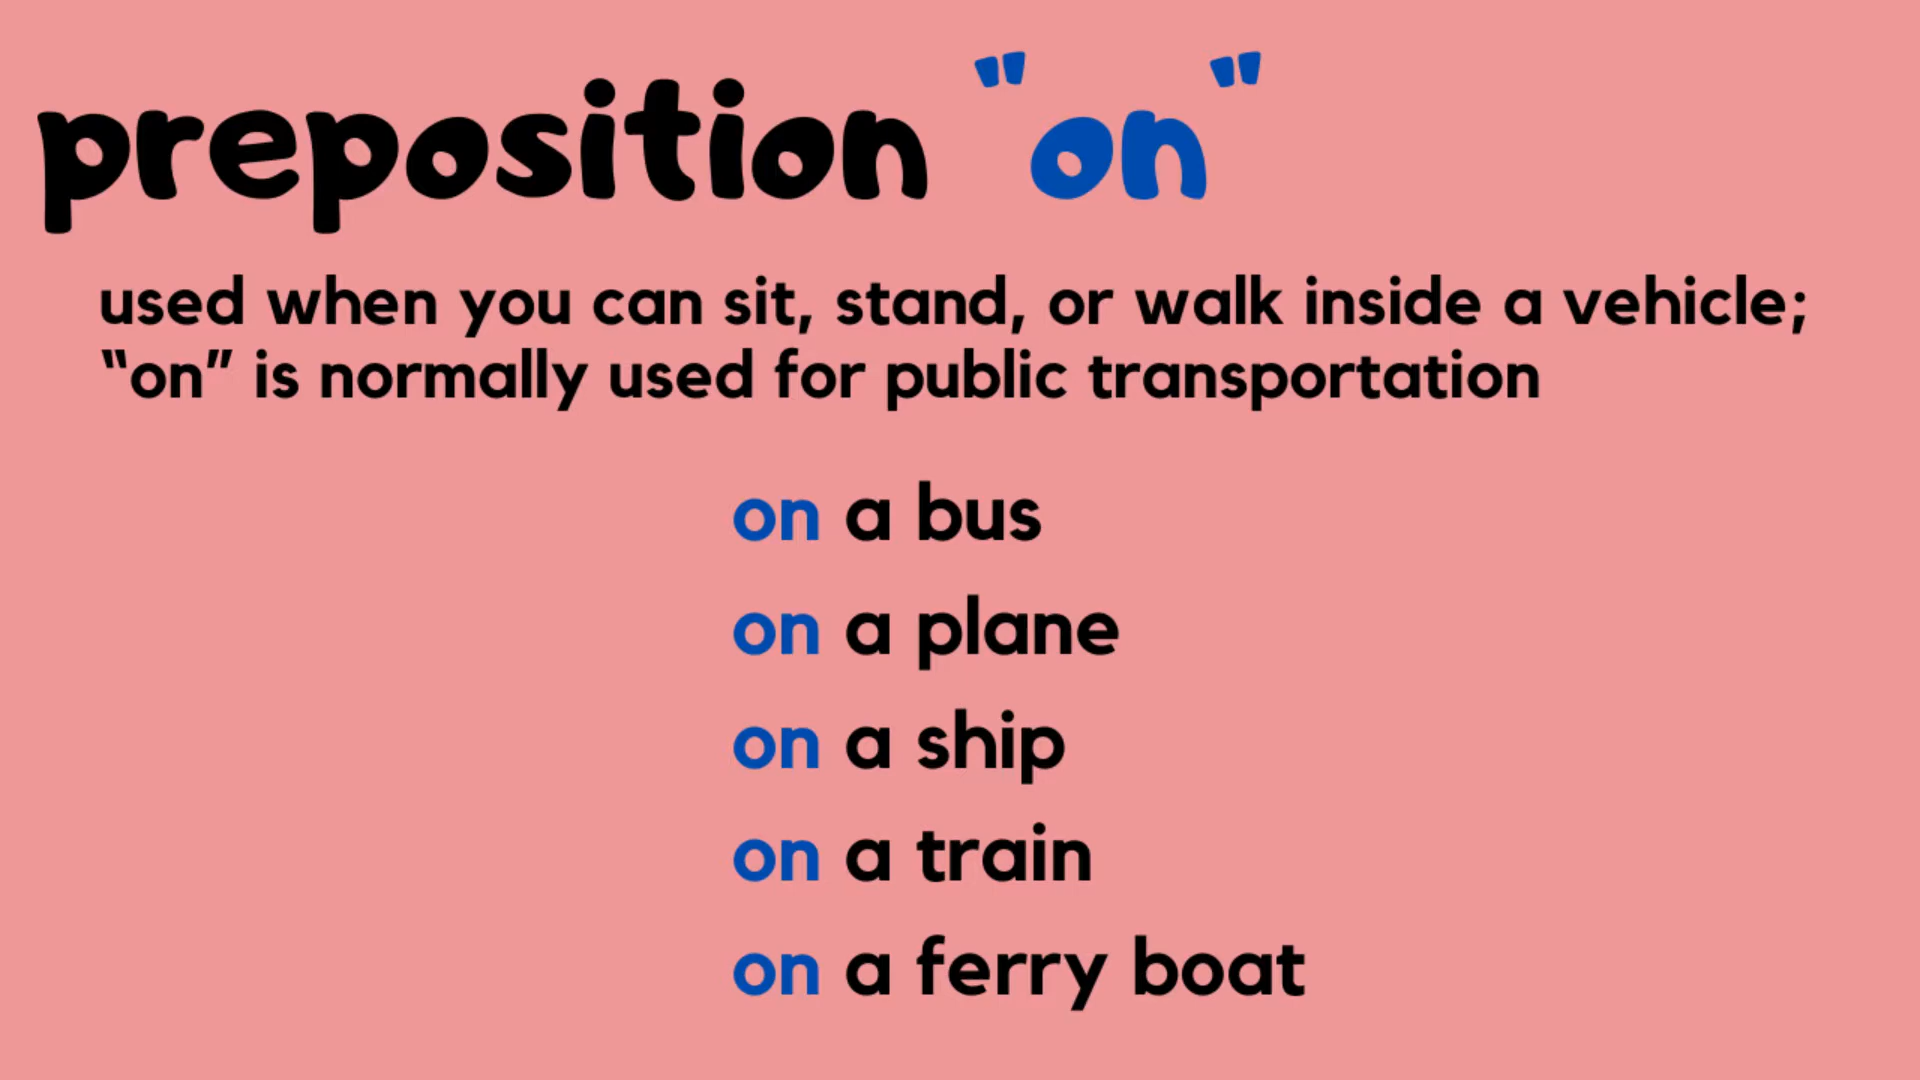 preposition "on"
used when you can sit, stand, or walk inside a vehicle;
“on” is normally used for public transportation
on a bus
on a plane
on a ship
on a train
on a ferry boat